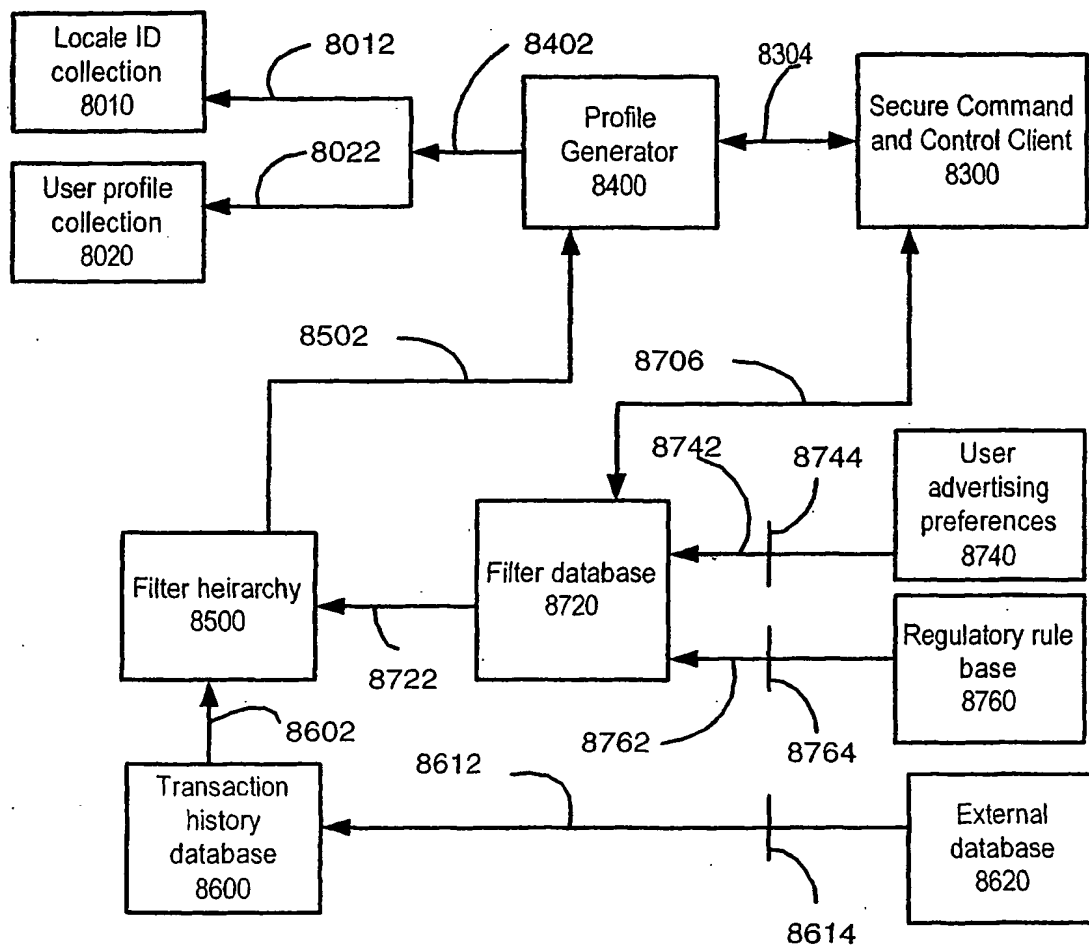 Locale ID
collection
8010
8012
8402
8304
Profile
Generator
8400
Secure Command
and Control Client
8300
User profile
collection
8020
8022
8502
8706
8742
8744
User
advertising
preferences
8740
Filter heirarchy
8500
Filter database
8720
8722
Regulatory rule
base
8760
8762
8764
8602
8612
Transaction
history
database
8600
External
database
8620
8614